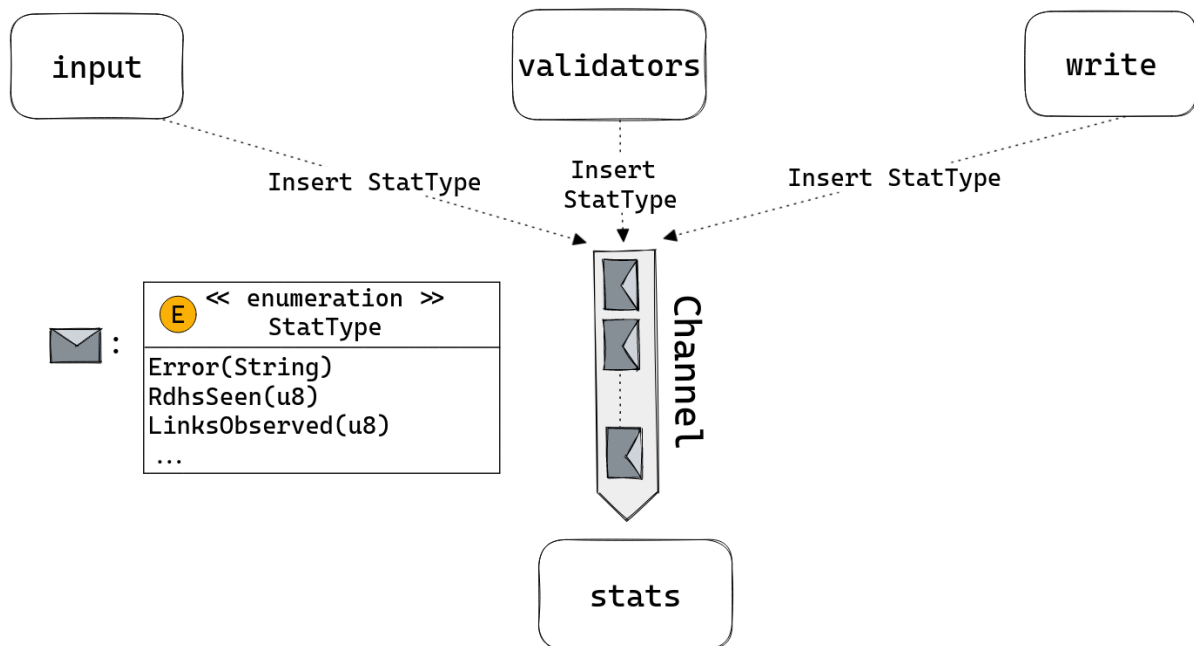 input
validators
write
Insert StatType
Insert
StatType
Insert StatType
E
<< enumeration >>
StatType
:
Error(String)
RdhsSeen(u8)
LinksObserved(u8)
...
Channel
stats